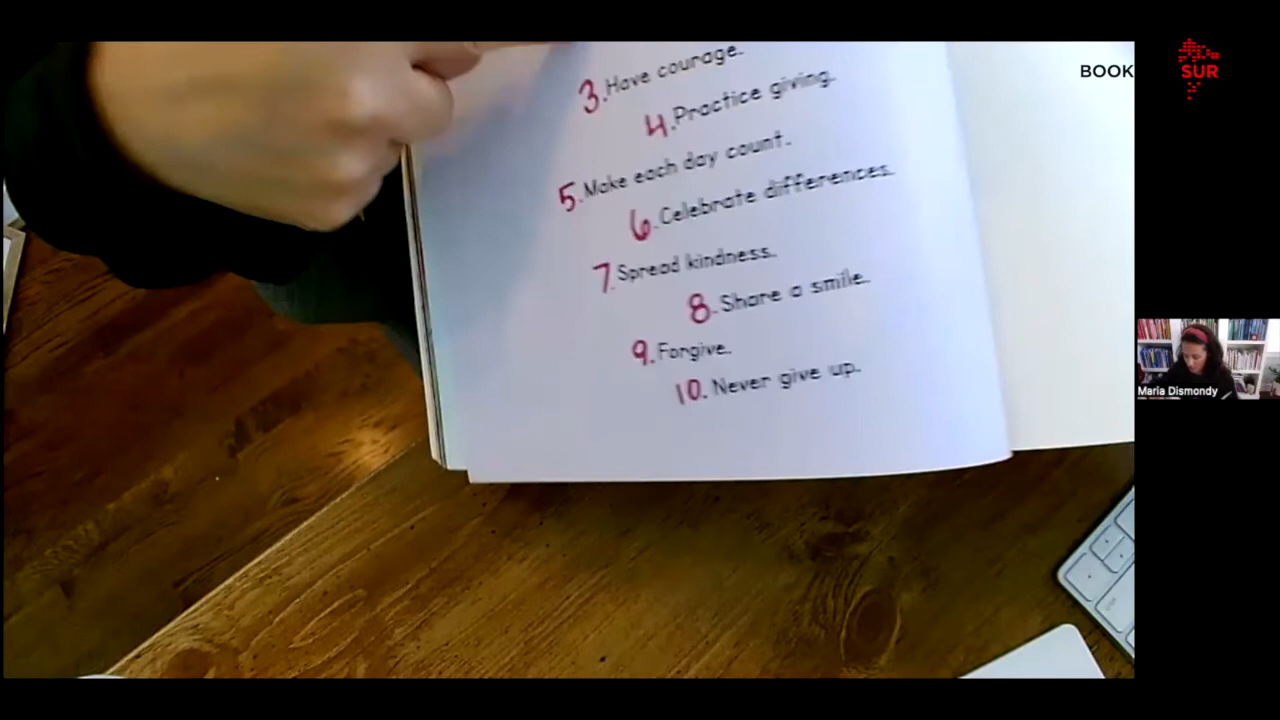 BOOK
SUR
3. Have courage.
4. Practice giving.
5. Make each day count.
6. Celebrate differences.
7. Spread kindness.
8. Share a smile.
9. Forgive.
10. Never give up.
Maria Dismondy